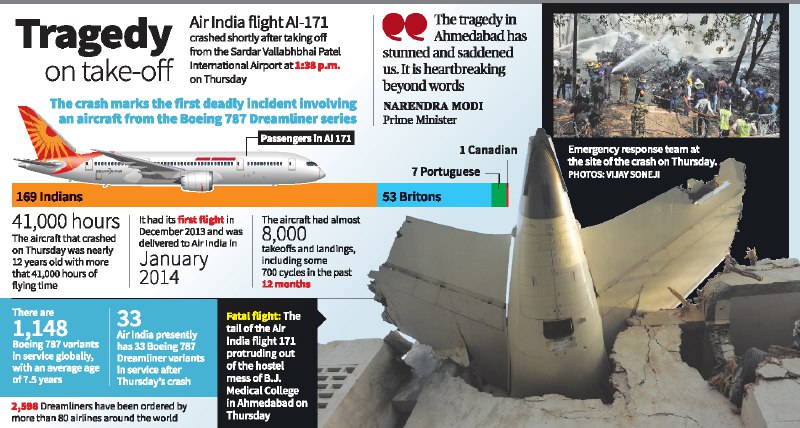 Tragedy
on take-off
Air India flight AI-171
crashed shortly after taking off
from the Sardar Vallabhbhai Patel
International Airport at 1:38 p.m.
on Thursday
The crash marks the first deadly incident involving
an aircraft from the Boeing 787 Dreamliner series
The tragedy in
Ahmedabad has
stunned and saddened
us. It is heartbreaking
beyond words
NARENDRA MODI
Prime Minister
Emergency response team at
the site of the crash on Thursday.
PHOTOS: VIJAY SONEJI
Passengers in AI 171
1 Canadian
7 Portuguese
169 Indians
53 Britons
41,000 hours
The aircraft that crashed
on Thursday was nearly
12 years old with more
than 41,000 hours of
flying time
It had its first flight in
December 2013 and was
delivered to Air India in
January
2014
The aircraft had almost
8,000
takeoffs and landings,
including some
700 cycles in the past
12 months
There are
1,148
Boeing 787 variants
in service globally,
with an average age
of 7.5 years
33
Air India presently
has 33 Boeing 787
Dreamliner variants
in service after
Thursday's crash
2,598 Dreamliners have been ordered by
more than 80 airlines around the world
Fatal flight: The
tail of the Air
India flight 171
protruding out
of the hostel
mess of B.J.
Medical College
in Ahmedabad on
Thursday